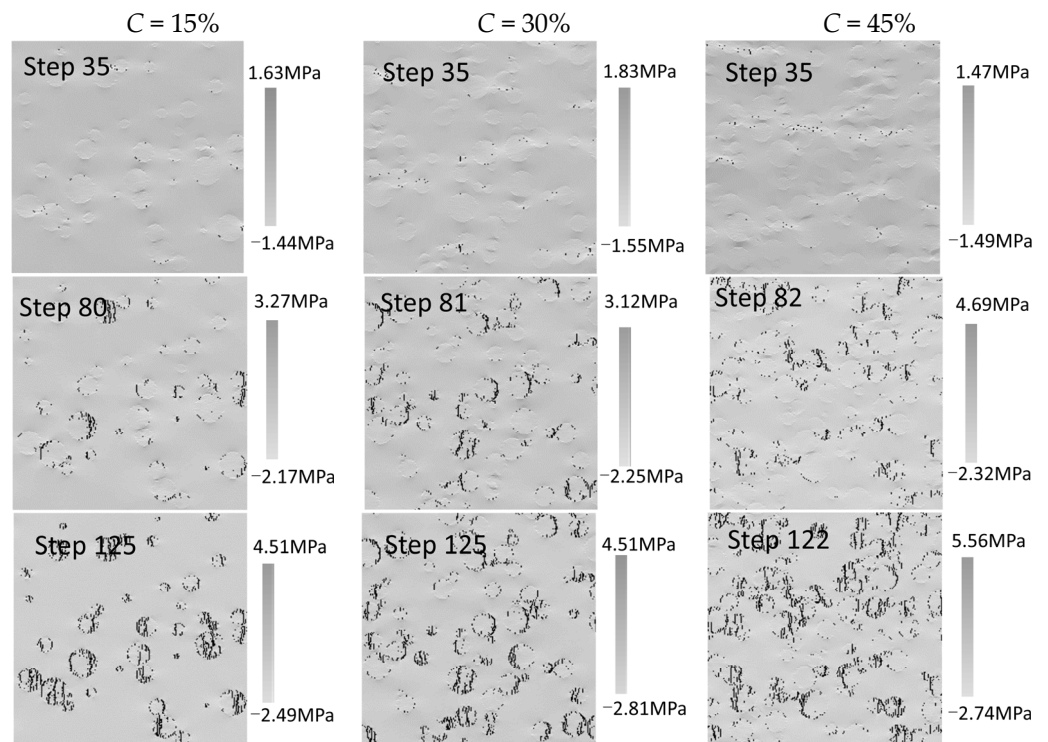 C = 15%
C = 30%
C = 45%
Step 35
1.63MPa
−1.44MPa
Step 35
1.83MPa
−1.55MPa
Step 35
1.47MPa
−1.49MPa
Step 80
3.27MPa
−2.17MPa
Step 81
3.12MPa
−2.25MPa
Step 82
4.69MPa
−2.32MPa
Step 125
4.51MPa
−2.49MPa
Step 125
4.51MPa
−2.81MPa
Step 122
5.56MPa
−2.74MPa